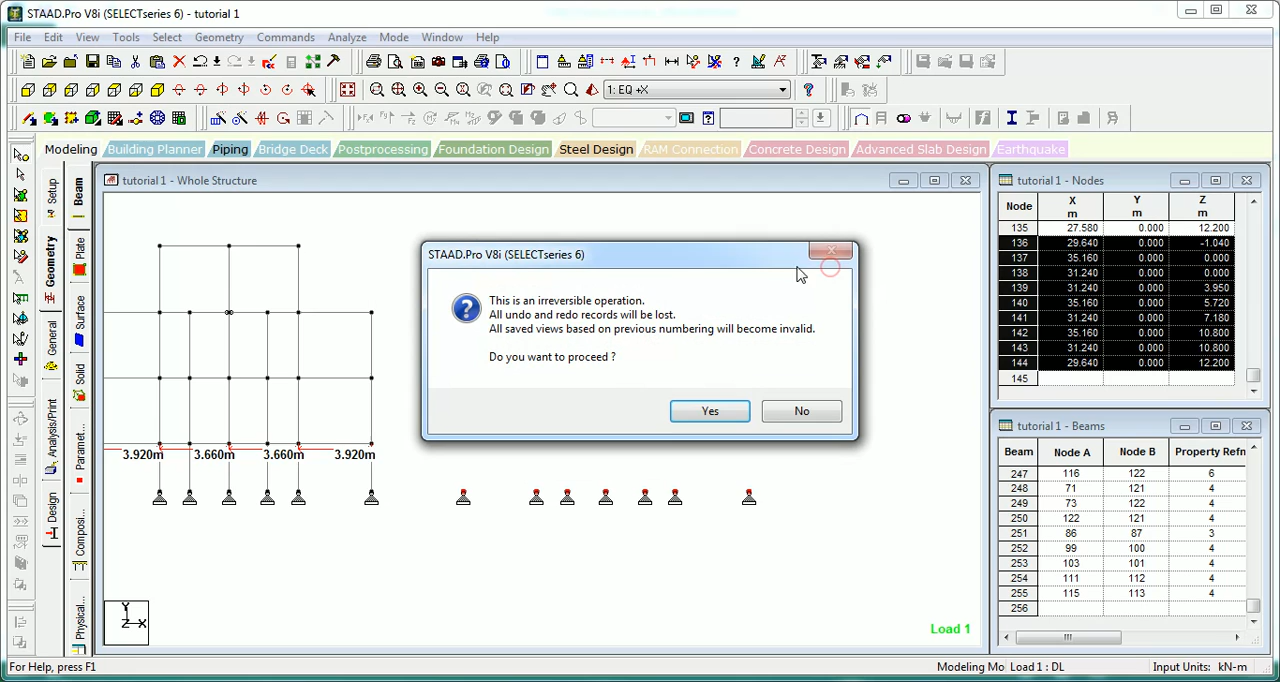 STAAD.Pro V8i (SELECTseries 6) - tutorial 1
File Edit View Tools Select Geometry Commands Analyze Mode Window Help
1: EQ +X
Modeling Building Planner Piping Bridge Deck Postprocessing Foundation Design Steel Design RAM Connection Concrete Design Advanced Slab Design Earthquake
Setup
Geometry
General
Analysis/Print
Design
Beam
Plate
Surface
Solid
Paramet...
Composi...
Physical...
tutorial 1 - Whole Structure
3.920m 3.660m 3.660m 3.920m
Y
Z X
Load 1
STAAD.Pro V8i (SELECTseries 6)
This is an irreversible operation.
All undo and redo records will be lost.
All saved views based on previous numbering will become invalid.
Do you want to proceed ?
Yes No
tutorial 1 - Nodes
Node X m Y m Z m
135 27.580 0.000 12.200
136 29.640 0.000 -1.040
137 35.160 0.000 0.000
138 31.240 0.000 0.000
139 31.240 0.000 3.950
140 35.160 0.000 5.720
141 31.240 0.000 7.180
142 35.160 0.000 10.800
143 31.240 0.000 10.800
144 29.640 0.000 12.200
145
tutorial 1 - Beams
Beam Node A Node B Property Refn
247 116 122 6
248 71 121 4
249 73 122 4
250 122 121 4
251 86 87 3
252 99 100 4
253 103 101 4
254 111 112 4
255 115 113 4
256
For Help, press F1
Modeling Mo Load 1 : DL Input Units: kN-m